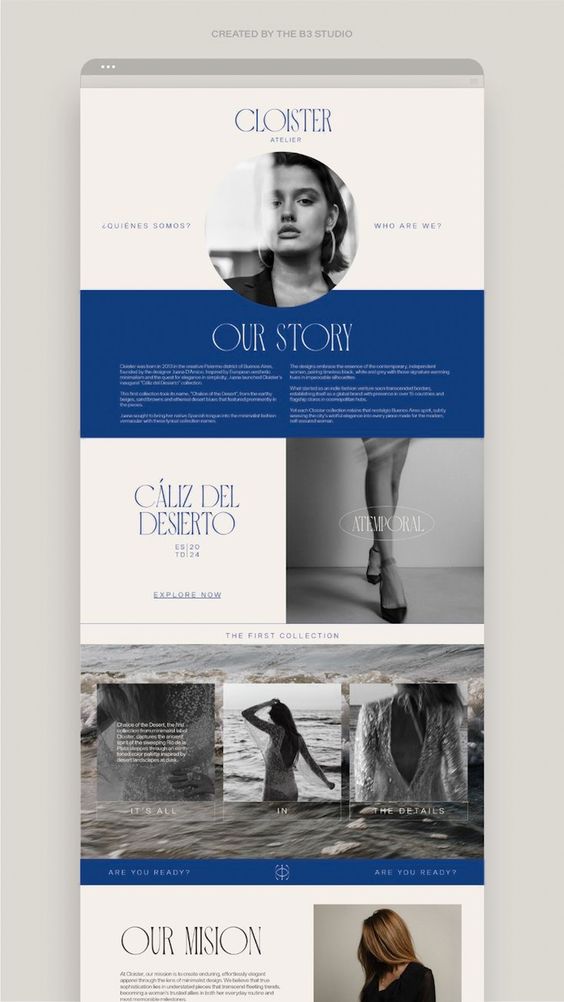 CREATED BY THE B3 STUDIO
CLOISTER
ATELIER
¿QUIÉNES SOMOS?
WHO ARE WE?
OUR STORY
Cloister was born in 2013 in the creative Palermo district of Buenos Aires,
founded by the designer Juana D'Amico. Inspired by European aesthetic
minimalism and the quest for elegance in simplicity, Juana launched Cloister's
inaugural "Cáliz del Desierto" collection.
This first collection took its name, "Chalice of the Desert", from the earthy
beiges, sand browns and ethereal desert blues that featured prominently in
the pieces.
Juana sought to bring her native Spanish tongue into the minimalist fashion
vernacular with these lyrical collection names.
The designs embrace the essence of the contemporary, independent
women, pairing timeless black, white and grey with those signature warming
hues in impeccable silhouettes.
What started as an indie fashion venture soon transcended borders,
establishing itself as a global brand with presence in over 15 countries and
flagship stores in cosmopolitan hubs.
Yet each Cloister collection retains that nostalgic Buenos Aires spirit, subtly
weaving the city's wistful elegance into every piece made for the modern,
self-assured woman.
CÁLIZ DEL
DESIERTO
ES|20
TD|24
EXPLORE NOW
ATEMPORAL
THE FIRST COLLECTION
Chalice of the Desert, the first
collection from minimalist label
Cloister, captures the ancient
spirit of the sweeping Río de la
Plata steppes through an earth
toned color palette inspired by
desert landscapes at dusk.
IT'S ALL
IN
THE DETAILS
ARE YOU READY?
ARE YOU READY?
OUR MISION
At Cloister, our mission is to create enduring, effortlessly elegant
apparel through the lens of minimalist design. We believe that true
sophistication lies in understated pieces that transcend fleeting trends,
becoming a woman's trusted allies in both her everyday routine and
most memorable milestones.